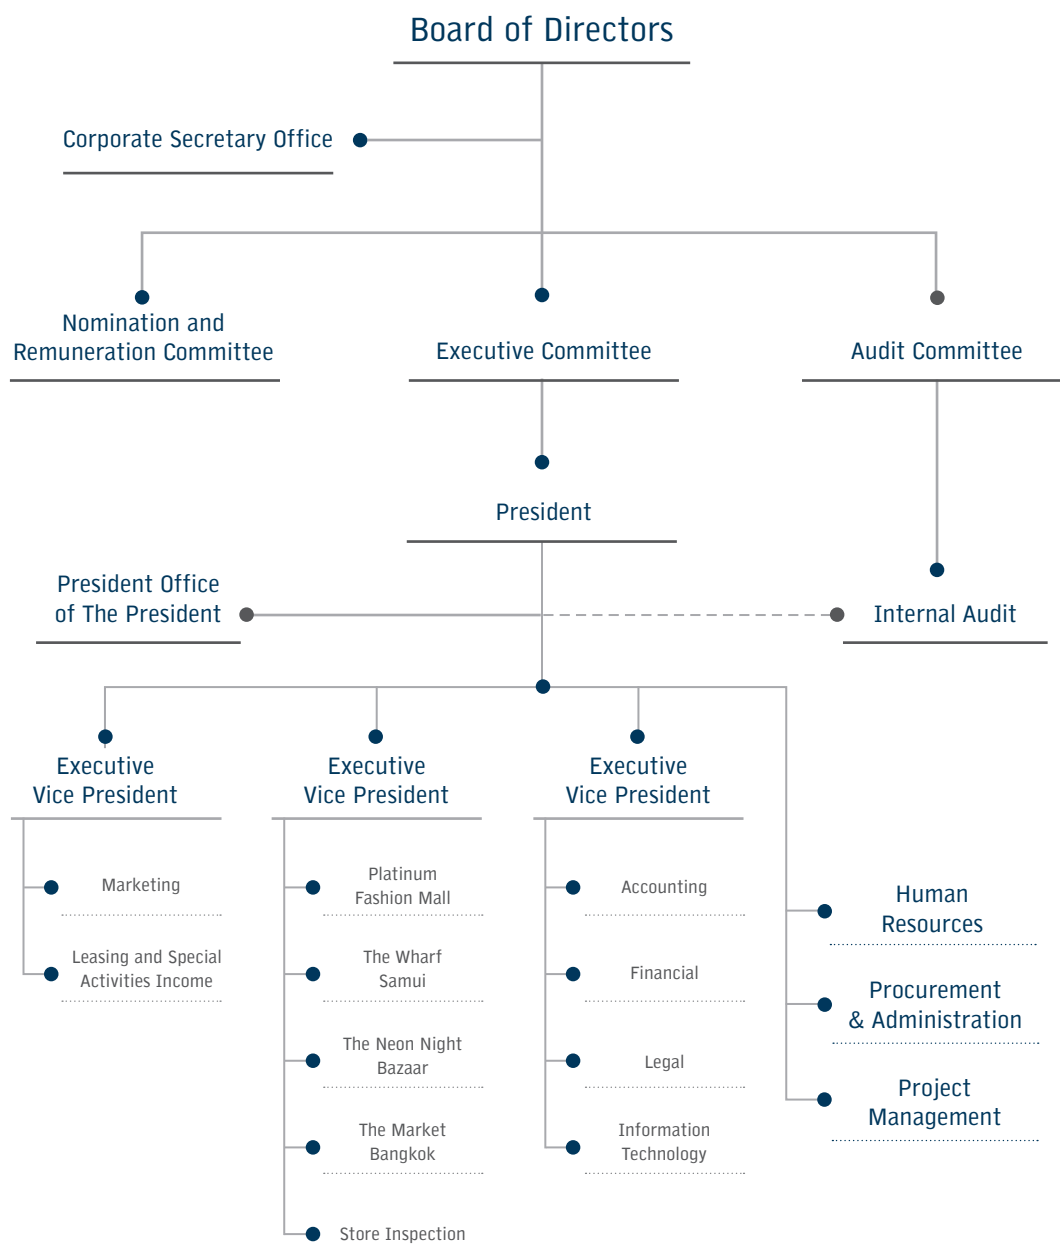 Board of Directors
Corporate Secretary Office
Nomination and
Remuneration Committee
Executive Committee
Audit Committee
President
President Office
of The President
Internal Audit
Executive
Vice President
Marketing
Leasing and Special
Activities Income
Executive
Vice President
Platinum
Fashion Mall
The Wharf
Samui
The Neon Night
Bazaar
The Market
Bangkok
Store Inspection
Executive
Vice President
Accounting
Financial
Legal
Information
Technology
Human
Resources
Procurement
& Administration
Project
Management